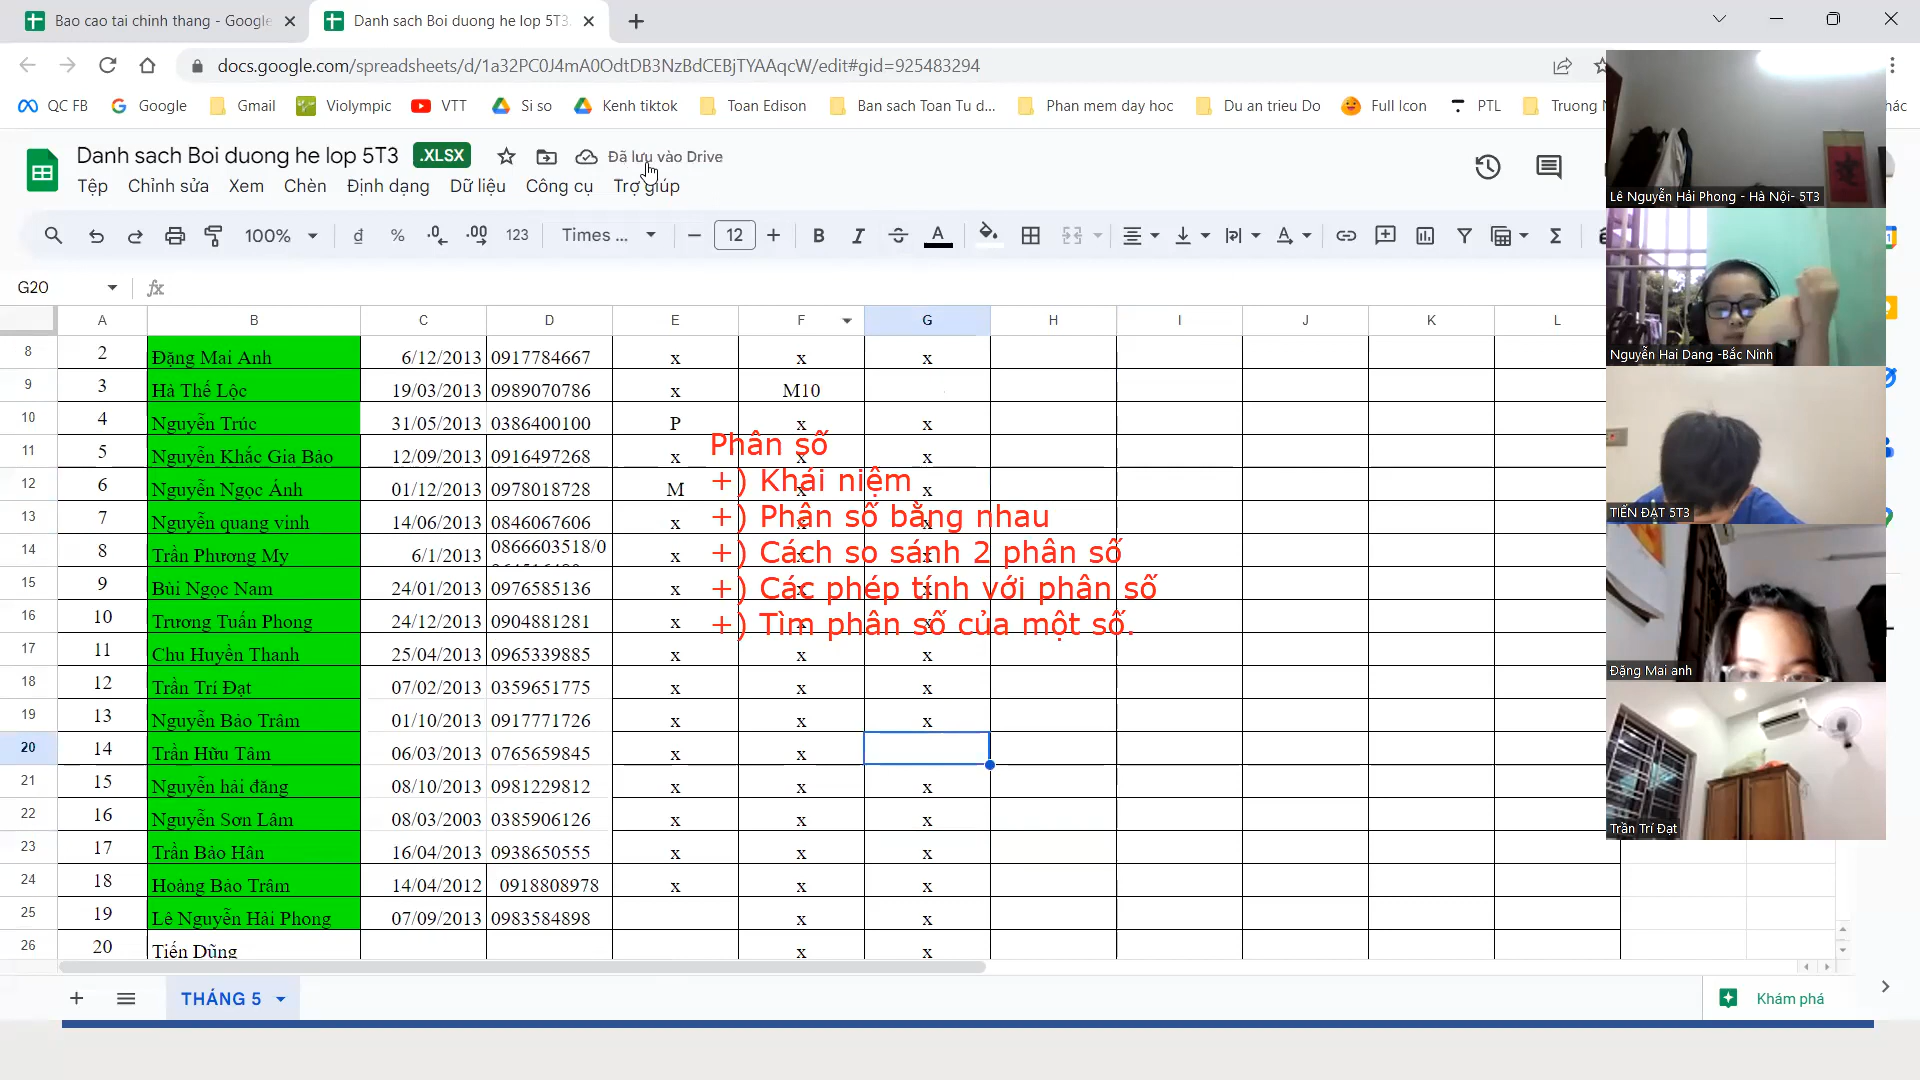 Bao cao tai chinh thang - Google
Danh sach Boi duong he lop 5T3
docs.google.com/spreadsheets/d/1a32PC0J4mA0OdtDB3NzBdCEBjTYAAqcW/edit#gid=925483294
QC FB Google Gmail Violympic VTT Si so Kenh tiktok Toan Edison Ban sach Toan Tu d... Phan mem day hoc Du an trieu Do Full Icon PTL Truong
Danh sach Boi duong he lop 5T3 .XLSX Đã lưu vào Drive
Tệp Chỉnh sửa Xem Chèn Định dạng Dữ liệu Công cụ Trợ giúp
100% đ % .0 .00 123 Times ... 12 B I A
G20 fx
A B C D E F G H I J K L
8 2 Đặng Mai Anh 6/12/2013 0917784667 x x x
9 3 Hà Thế Lộc 19/03/2013 0989070786 x M10
10 4 Nguyễn Trúc 31/05/2013 0386400100 P x x
11 5 Nguyễn Khắc Gia Bảo 12/09/2013 0916497268 x x x
12 6 Nguyễn Ngọc Ánh 01/12/2013 0978018728 M x x
13 7 Nguyễn quang vinh 14/06/2013 0846067606 x
14 8 Trần Phương My 6/1/2013 0866603518/0 x x
15 9 Bùi Ngọc Nam 24/01/2013 0976585136 x x x
16 10 Trương Tuấn Phong 24/12/2013 0904881281 x x x
17 11 Chu Huyền Thanh 25/04/2013 0965339885 x x x
18 12 Trần Trí Đạt 07/02/2013 0359651775 x x x
19 13 Nguyễn Bảo Trâm 01/10/2013 0917771726 x x x
20 14 Trần Hữu Tâm 06/03/2013 0765659845 x x
21 15 Nguyễn hải đăng 08/10/2013 0981229812 x x x
22 16 Nguyễn Sơn Lâm 08/03/2003 0385906126 x x x
23 17 Trần Bảo Hân 16/04/2013 0938650555 x x x
24 18 Hoàng Bảo Trâm 14/04/2012 0918808978 x x x
25 19 Lê Nguyễn Hải Phong 07/09/2013 0983584898 x x
26 20 Tiến Dũng x x
Phân số
+) Khái niệm
+) Phân số bằng nhau
+) Cách so sánh 2 phân số
+) Các phép tính với phân số
+) Tìm phân số của một số.
THÁNG 5
Khám phá
Lê Nguyễn Hải Phong - Hà Nội- 5T3
Nguyễn Hai Dang -Bắc Ninh
TIẾN ĐẠT 5T3
Đặng Mai anh
Trần Trí Đạt